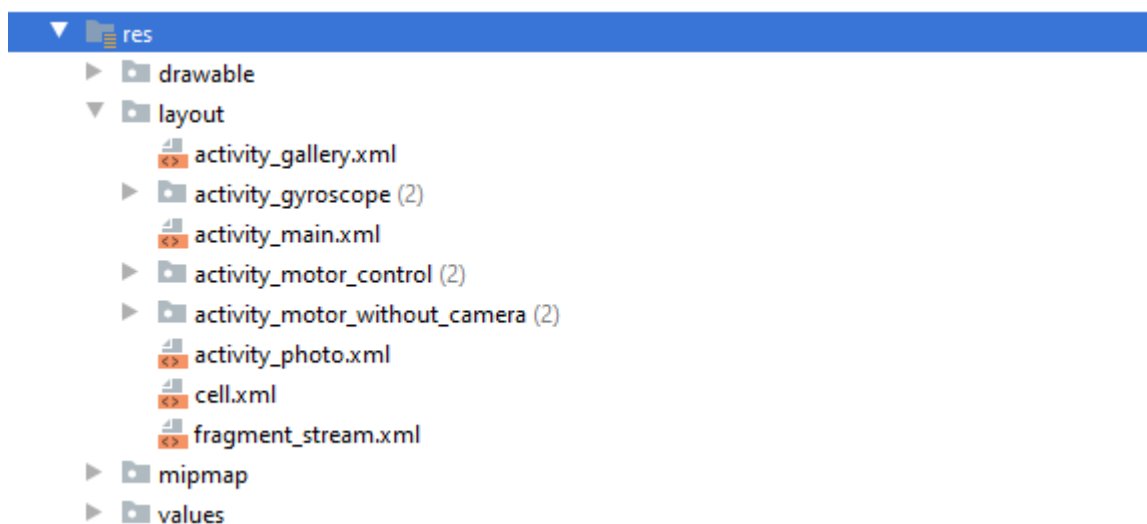 res
drawable
layout
activity_gallery.xml
activity_gyroscope (2)
activity_main.xml
activity_motor_control (2)
activity_motor_without_camera (2)
activity_photo.xml
cell.xml
fragment_stream.xml
mipmap
values